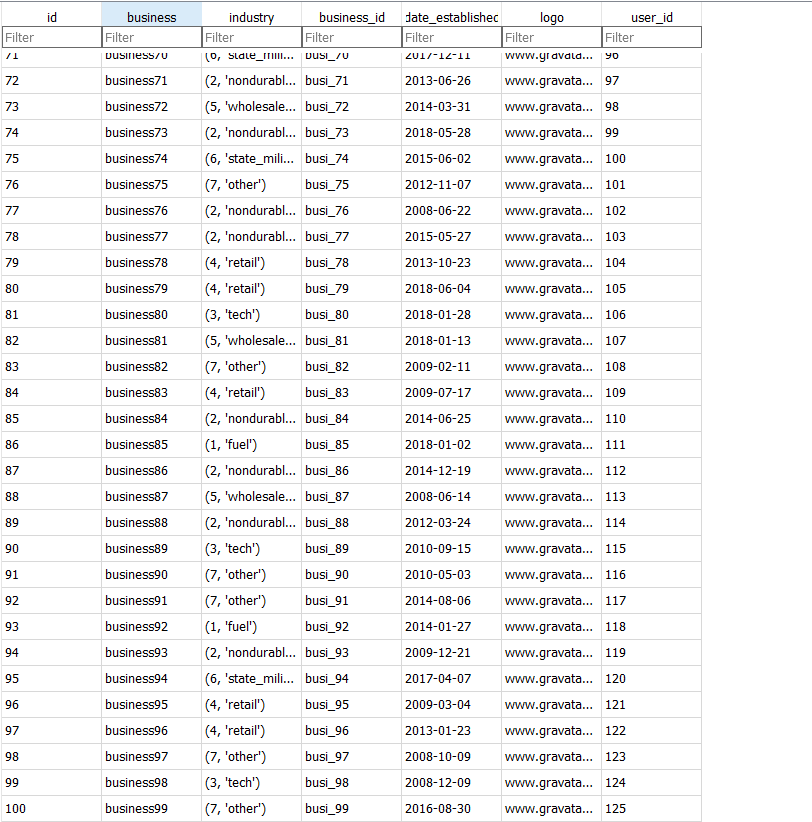 id business industry business_id date_established logo user_id
Filter Filter Filter Filter Filter Filter Filter
71 business70 (6, 'state_mili... busi_70 2017-12-11 www.gravata... 96
72 business71 (2, 'nondurabl... busi_71 2013-06-26 www.gravata... 97
73 business72 (5, 'wholesale... busi_72 2014-03-31 www.gravata... 98
74 business73 (2, 'nondurabl... busi_73 2018-05-28 www.gravata... 99
75 business74 (6, 'state_mili... busi_74 2015-06-02 www.gravata... 100
76 business75 (7, 'other') busi_75 2012-11-07 www.gravata... 101
77 business76 (2, 'nondurabl... busi_76 2008-06-22 www.gravata... 102
78 business77 (2, 'nondurabl... busi_77 2015-05-27 www.gravata... 103
79 business78 (4, 'retail') busi_78 2013-10-23 www.gravata... 104
80 business79 (4, 'retail') busi_79 2018-06-04 www.gravata... 105
81 business80 (3, 'tech') busi_80 2018-01-28 www.gravata... 106
82 business81 (5, 'wholesale... busi_81 2018-01-13 www.gravata... 107
83 business82 (7, 'other') busi_82 2009-02-11 www.gravata... 108
84 business83 (4, 'retail') busi_83 2009-07-17 www.gravata... 109
85 business84 (2, 'nondurabl... busi_84 2014-06-25 www.gravata... 110
86 business85 (1, 'fuel') busi_85 2018-01-02 www.gravata... 111
87 business86 (2, 'nondurabl... busi_86 2014-12-19 www.gravata... 112
88 business87 (5, 'wholesale... busi_87 2008-06-14 www.gravata... 113
89 business88 (2, 'nondurabl... busi_88 2012-03-24 www.gravata... 114
90 business89 (3, 'tech') busi_89 2010-09-15 www.gravata... 115
91 business90 (7, 'other') busi_90 2010-05-03 www.gravata... 116
92 business91 (7, 'other') busi_91 2014-08-06 www.gravata... 117
93 business92 (1, 'fuel') busi_92 2014-01-27 www.gravata... 118
94 business93 (2, 'nondurabl... busi_93 2009-12-21 www.gravata... 119
95 business94 (6, 'state_mili... busi_94 2017-04-07 www.gravata... 120
96 business95 (4, 'retail') busi_95 2009-03-04 www.gravata... 121
97 business96 (4, 'retail') busi_96 2013-01-23 www.gravata... 122
98 business97 (7, 'other') busi_97 2008-10-09 www.gravata... 123
99 business98 (3, 'tech') busi_98 2008-12-09 www.gravata... 124
100 business99 (7, 'other') busi_99 2016-08-30 www.gravata... 125